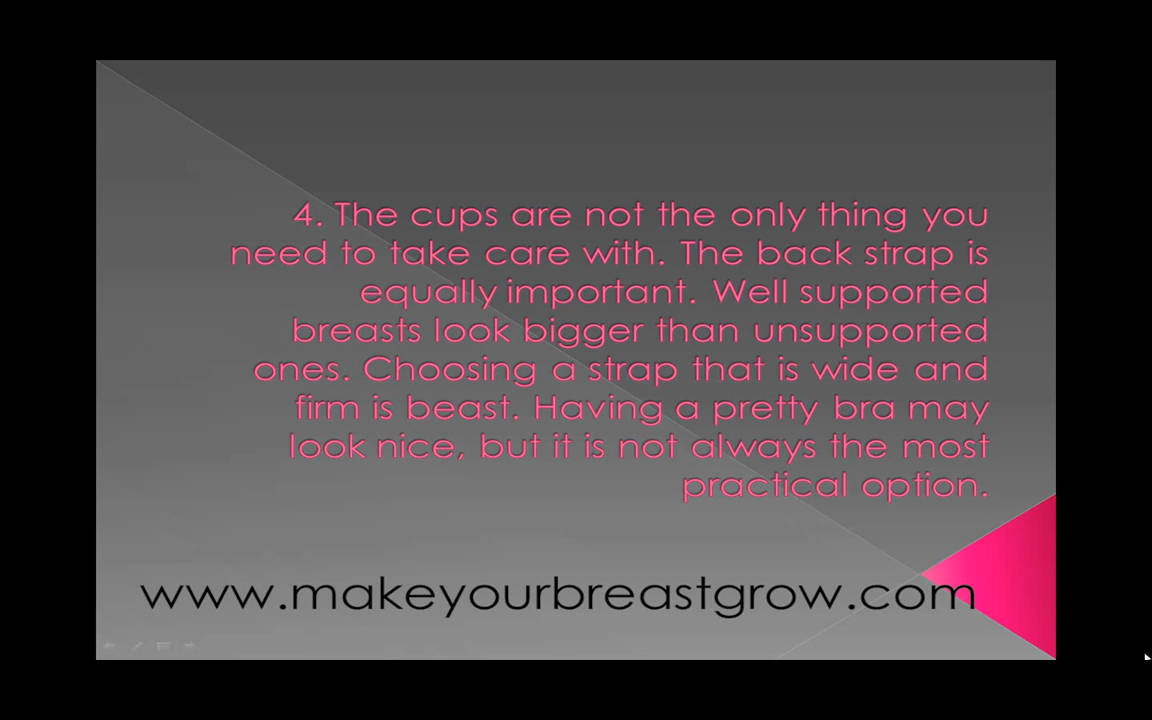 4. The cups are not the only thing you
need to take care with. The back strap is
equally important. Well supported
breasts look bigger than unsupported
ones. Choosing a strap that is wide and
firm is beast. Having a pretty bra may
look nice, but it is not always the most
practical option.
www.makeyourbreastgrow.com